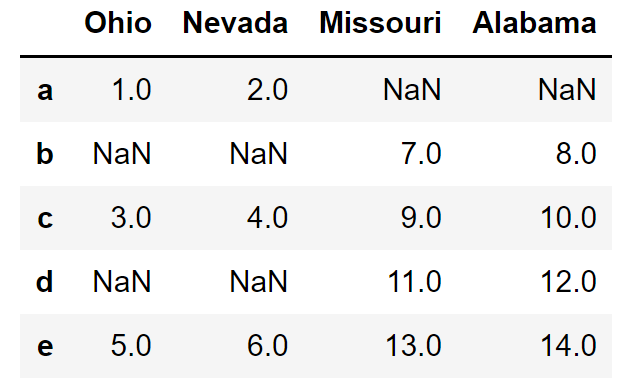 Ohio Nevada Missouri Alabama
a 1.0 2.0 NaN NaN
b NaN NaN 7.0 8.0
c 3.0 4.0 9.0 10.0
d NaN NaN 11.0 12.0
e 5.0 6.0 13.0 14.0